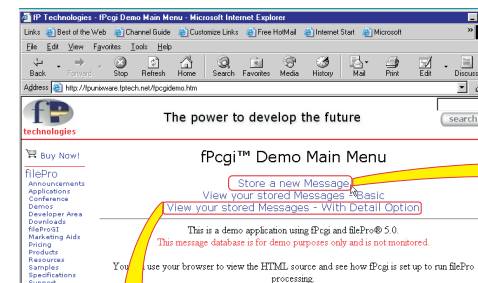 fP Technologies - fPcgi Demo Main Menu - Microsoft Internet Explorer
Links Best of the Web Channel Guide Customize Links Free HotMail Internet Start Microsoft »
File Edit View Favorites Tools Help
Back Forward Stop Refresh Home Search Favorites Media History Mail Print Edit Discuss
Address http://fpunixware.fptech.net/fpcgidemo.htm
fP
technologies
The power to develop the future
search
Buy Now!
fPcgi™ Demo Main Menu
filePro
Announcements
Applications
Conference
Demos
Developer Area
Downloads
fileProGI
Marketing Aids
Pricing
Products
Resources
Samples
Specifications
Support
Store a new Message
View your stored Messages - Basic
View your stored Messages - With Detail Option
This is a demo application using fPcgi and filePro® 5.0.
This message database is for demo purposes only and is not monitored
You use your browser to view the HTML source and see how fPcgi is set up to run filePro
processing.